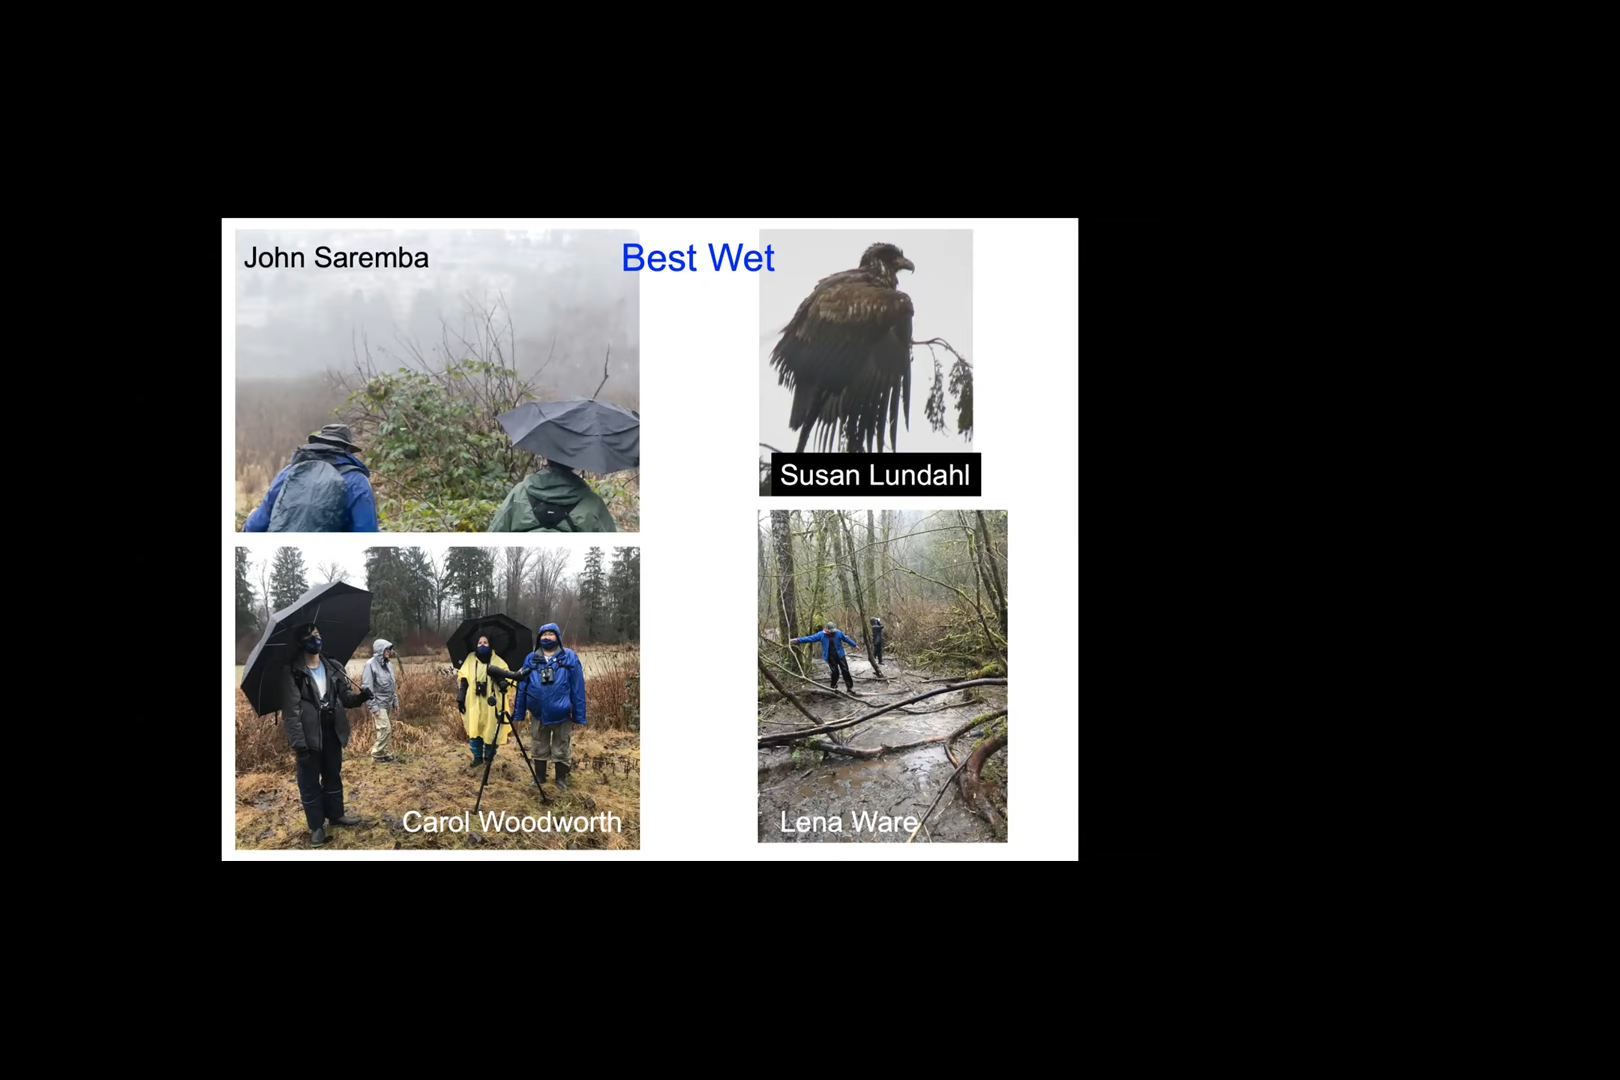 John Saremba
Best Wet
Susan Lundahl
Carol Woodworth
Lena Ware